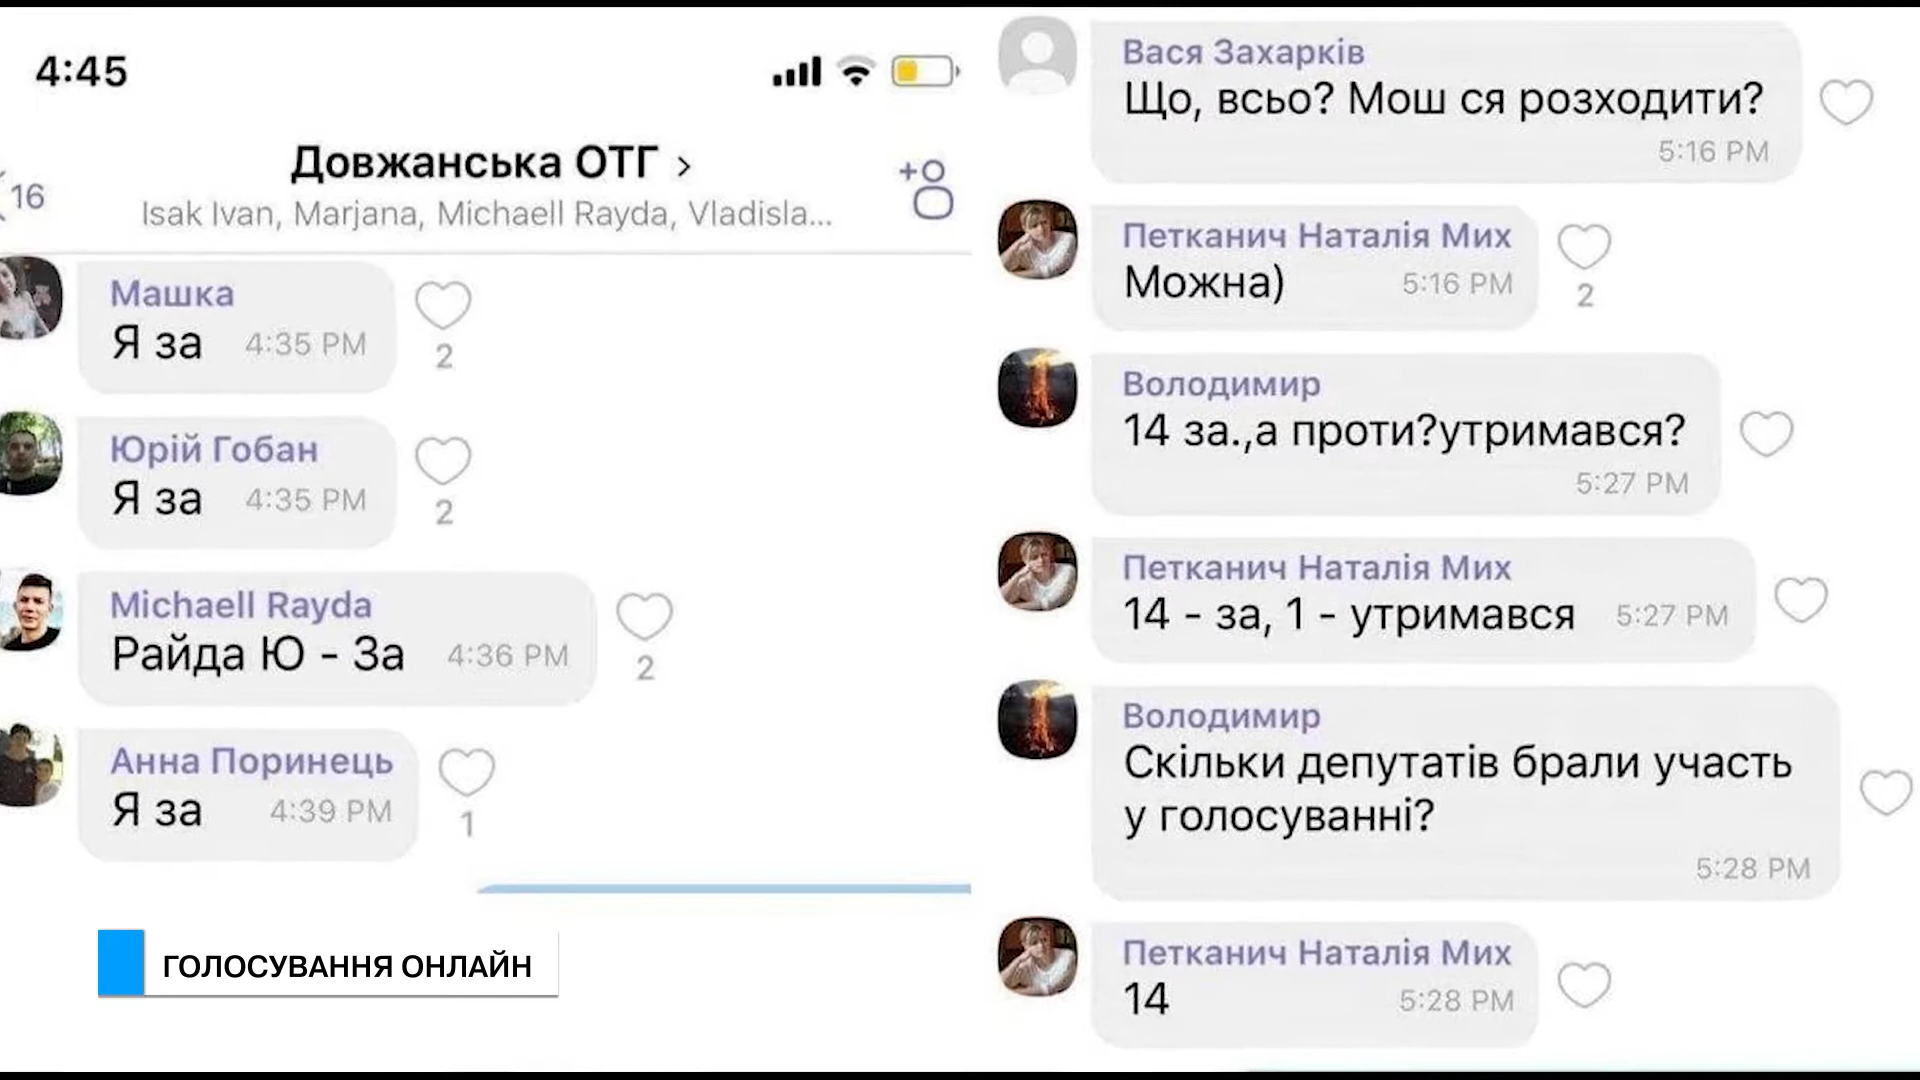 4:45
Довжанська ОТГ >
16
Isak Ivan, Marjana, Michaell Rayda, Vladisla...
Машка
Я за 4:35 PM
2
Юрій Гобан
Я за 4:35 PM
2
Michaell Rayda
Райда Ю - За 4:36 PM
2
Анна Поринець
Я за 4:39 PM
1
ГОЛОСУВАННЯ ОНЛАЙН
Вася Захарків
Що, всьо? Мош ся розходити?
5:16 PM
Петканич Наталія Мих
Можна) 5:16 PM
2
Володимир
14 за.,а проти?утримався?
5:27 PM
Петканич Наталія Мих
14 - за, 1 - утримався 5:27 PM
Володимир
Скільки депутатів брали участь
у голосуванні?
5:28 PM
Петканич Наталія Мих
14 5:28 PM